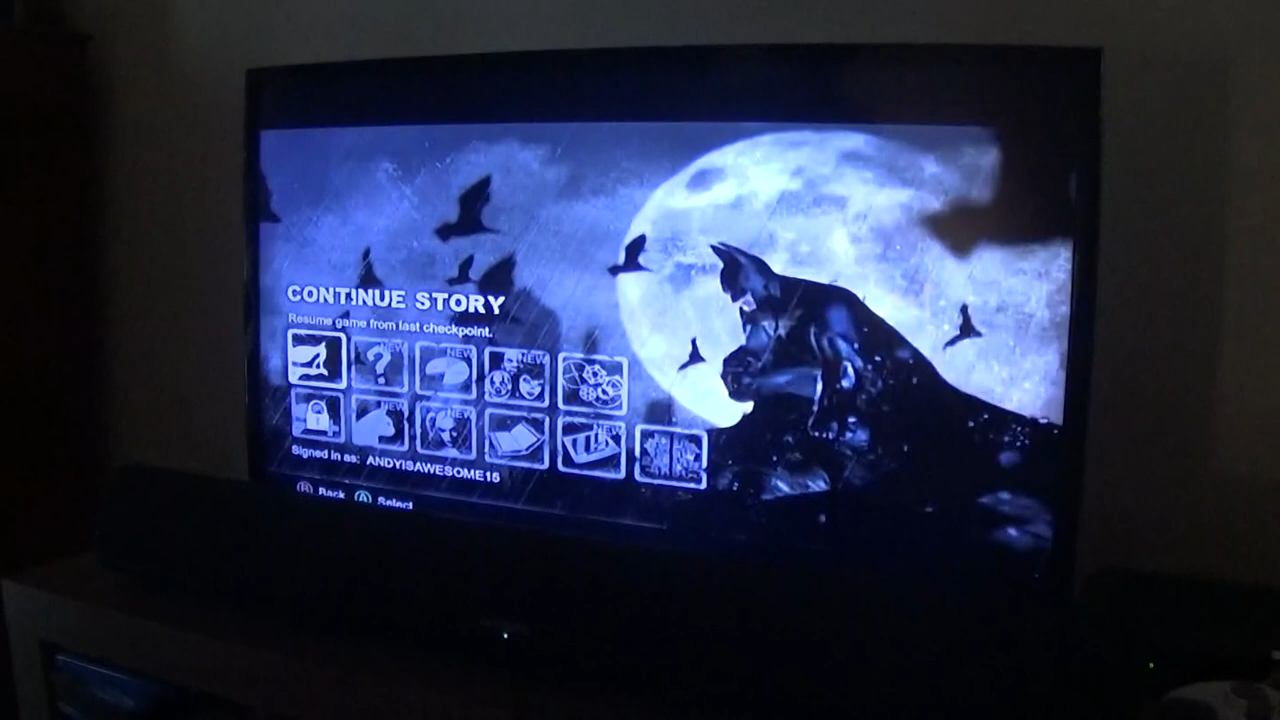 CONTINUE STORY
Resume game from last checkpoint.
NEW NEW NEW
NEW NEW NEW
Signed in as: ANDYISAWESOME15
B Back A Select